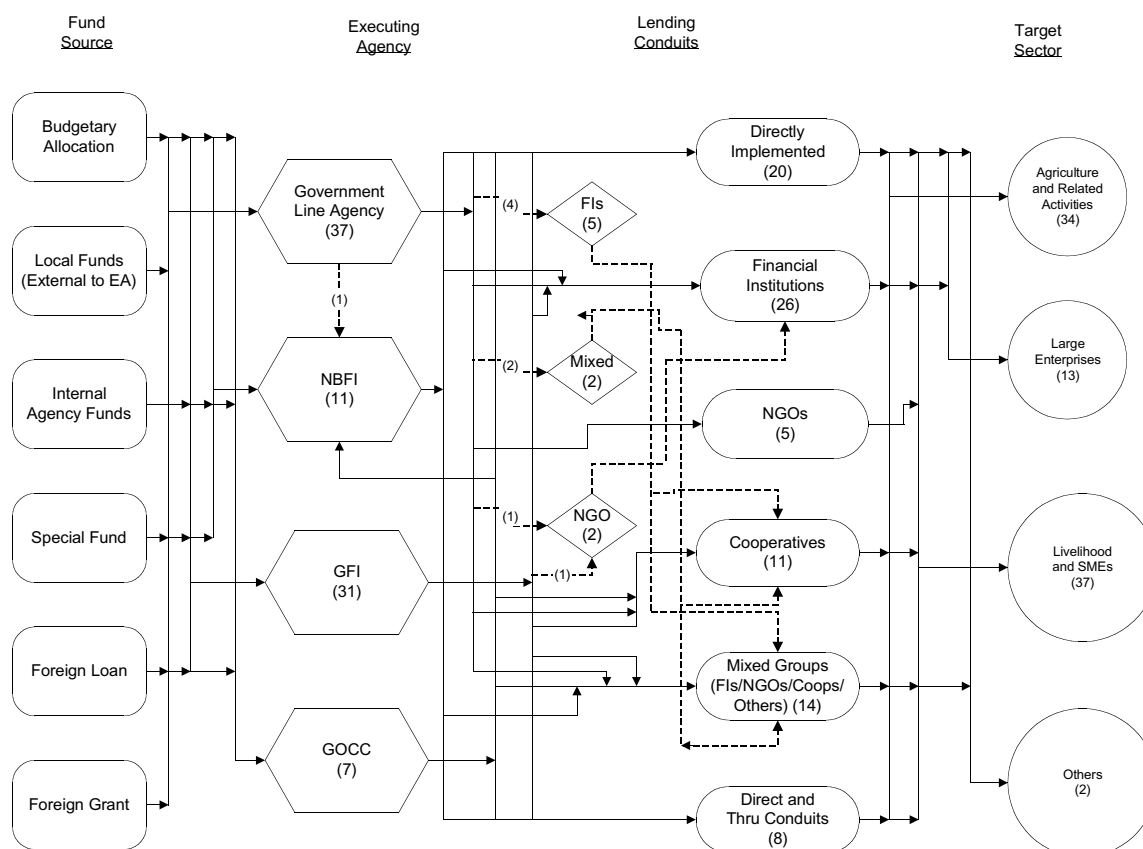 Fund
Source
Executing
Agency
Lending
Conduits
Target
Sector
Budgetary
Allocation
Local Funds
(External to EA)
Internal
Agency Funds
Special Fund
Foreign Loan
Foreign Grant
Government
Line Agency
(37)
(1)
NBFI
(11)
GFI
(31)
GOCC
(7)
(4)
FIs
(5)
(2)
Mixed
(2)
(1)
NGO
(2)
(1)
Directly
Implemented
(20)
Financial
Institutions
(26)
NGOs
(5)
Cooperatives
(11)
Mixed Groups
(FIs/NGOs/Coops/
Others) (14)
Direct and
Thru Conduits
(8)
Agriculture
and Related
Activities
(34)
Large
Enterprises
(13)
Livelihood
and SMEs
(37)
Others
(2)